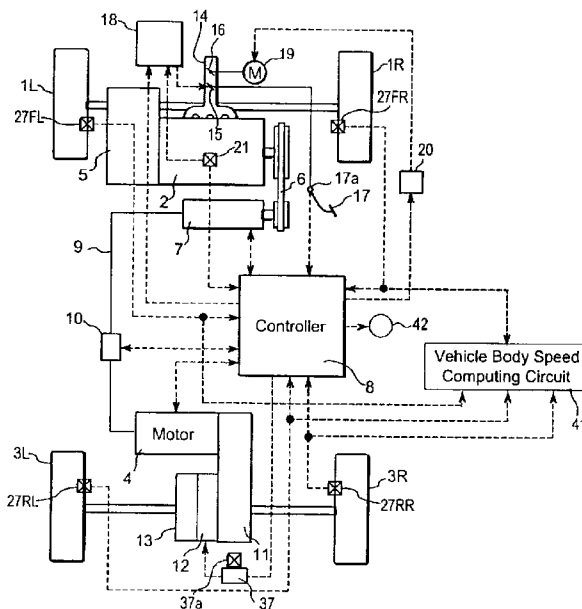 14
16
18
M
19
1L
1R
27FL
15
27FR
5
21
20
2
6
17a
17
7
9
10
Controller
42
Vehicle Body Speed
Computing Circuit
8
41
Motor
3L
4
3R
27RL
27RR
13
12
11
37a
37